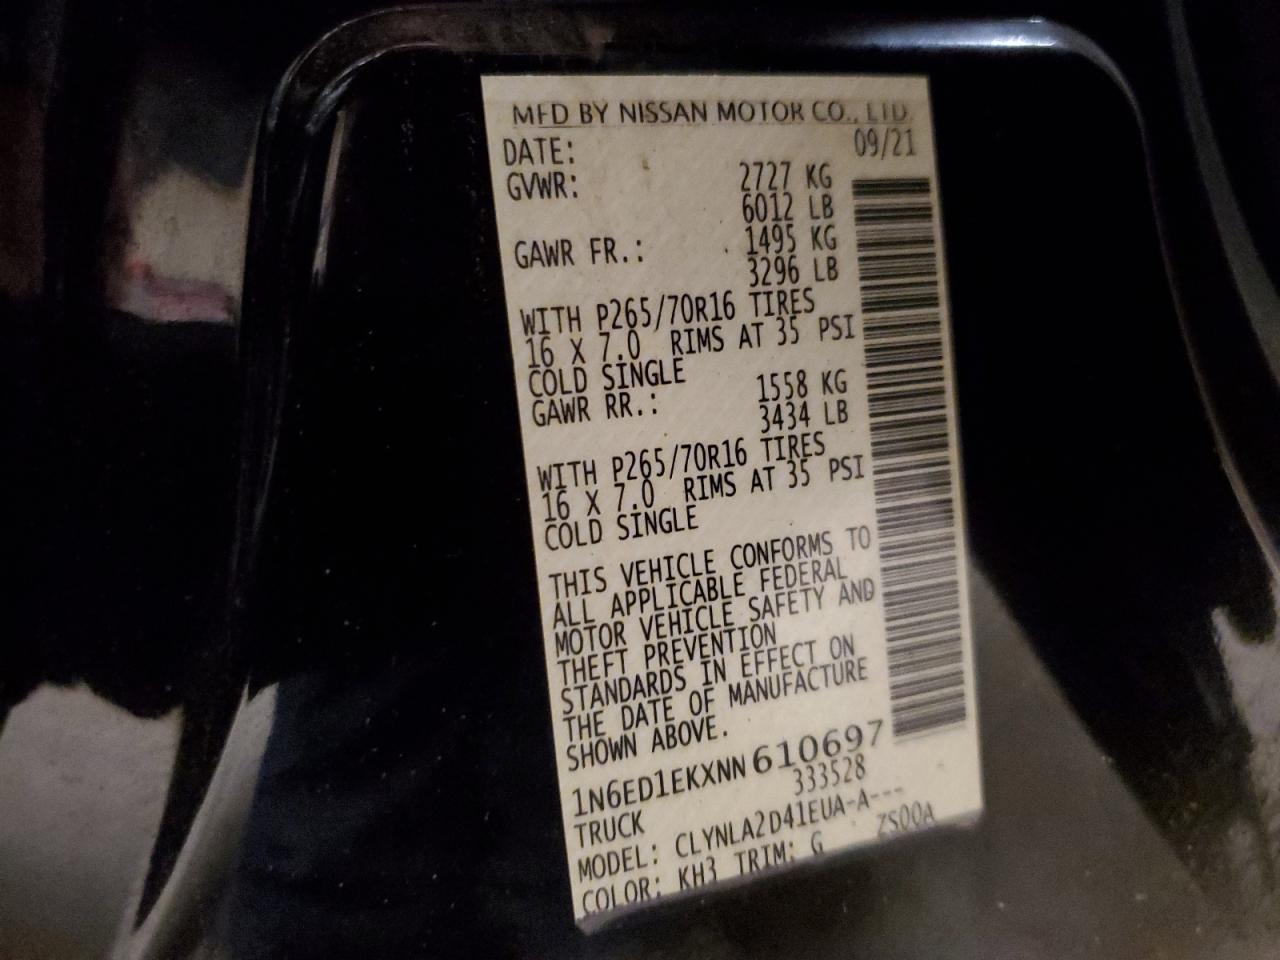 MFD BY NISSAN MOTOR CO., LTD.
DATE: 09/21
GVWR: 2727 KG
6012 LB
GAWR FR.: 1495 KG
3296 LB
WITH P265/70R16 TIRES
16 X 7.0 RIMS AT 35 PSI
COLD SINGLE
GAWR RR.: 1558 KG
3434 LB
WITH P265/70R16 TIRES
16 X 7.0 RIMS AT 35 PSI
COLD SINGLE
THIS VEHICLE CONFORMS TO
ALL APPLICABLE FEDERAL
MOTOR VEHICLE SAFETY AND
THEFT PREVENTION
STANDARDS IN EFFECT ON
THE DATE OF MANUFACTURE
SHOWN ABOVE.
1N6ED1EKXNN610697
TRUCK 333528
MODEL: CLYNLA2D41EUA-A---
COLOR: KH3 TRIM: G ZS00A